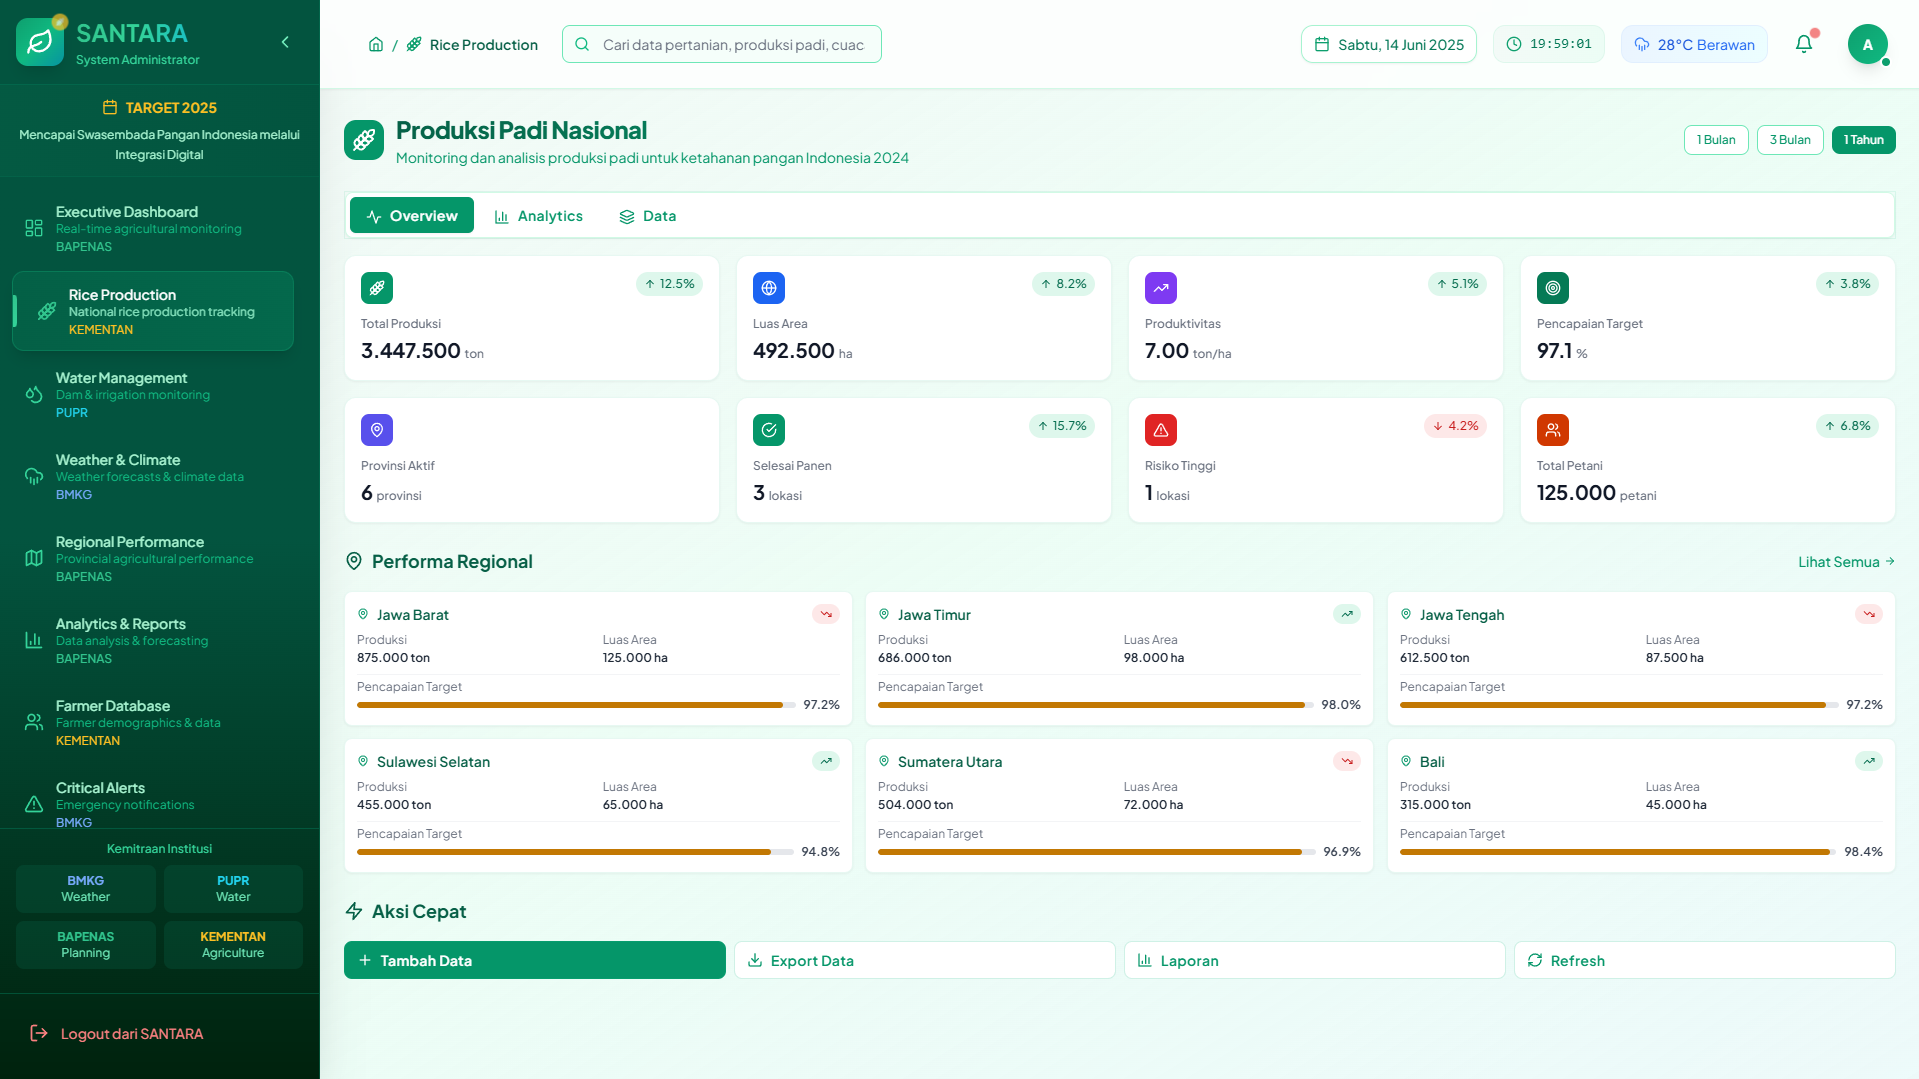 SANTARA
System Administrator
TARGET 2025
Mencapai Swasembada Pangan Indonesia melalui
Integrasi Digital
Executive Dashboard
Real-time agricultural monitoring
BAPENAS
Rice Production
National rice production tracking
KEMENTAN
Water Management
Dam & irrigation monitoring
PUPR
Weather & Climate
Weather forecasts & climate data
BMKG
Regional Performance
Provincial agricultural performance
BAPENAS
Analytics & Reports
Data analysis & forecasting
BAPENAS
Farmer Database
Farmer demographics & data
KEMENTAN
Critical Alerts
Emergency notifications
BMKG
Kemitraan Institusi
BMKG
Weather
PUPR
Water
BAPENAS
Planning
KEMENTAN
Agriculture
Logout dari SANTARA
/ Rice Production
Cari data pertanian, produksi padi, cuac
Sabtu, 14 Juni 2025
19:59:01
28°C Berawan
A
Produksi Padi Nasional
Monitoring dan analisis produksi padi untuk ketahanan pangan Indonesia 2024
1 Bulan
3 Bulan
1 Tahun
Overview
Analytics
Data
↑ 12.5%
Total Produksi
3.447.500 ton
↑ 8.2%
Luas Area
492.500 ha
↑ 5.1%
Produktivitas
7.00 ton/ha
↑ 3.8%
Pencapaian Target
97.1 %
Provinsi Aktif
6 provinsi
↑ 15.7%
Selesai Panen
3 lokasi
↓ 4.2%
Risiko Tinggi
1 lokasi
↑ 6.8%
Total Petani
125.000 petani
Performa Regional
Lihat Semua →
Jawa Barat
Produksi
875.000 ton
Luas Area
125.000 ha
Pencapaian Target
97.2%
Jawa Timur
Produksi
686.000 ton
Luas Area
98.000 ha
Pencapaian Target
98.0%
Jawa Tengah
Produksi
612.500 ton
Luas Area
87.500 ha
Pencapaian Target
97.2%
Sulawesi Selatan
Produksi
455.000 ton
Luas Area
65.000 ha
Pencapaian Target
94.8%
Sumatera Utara
Produksi
504.000 ton
Luas Area
72.000 ha
Pencapaian Target
96.9%
Bali
Produksi
315.000 ton
Luas Area
45.000 ha
Pencapaian Target
98.4%
Aksi Cepat
Tambah Data
Export Data
Laporan
Refresh